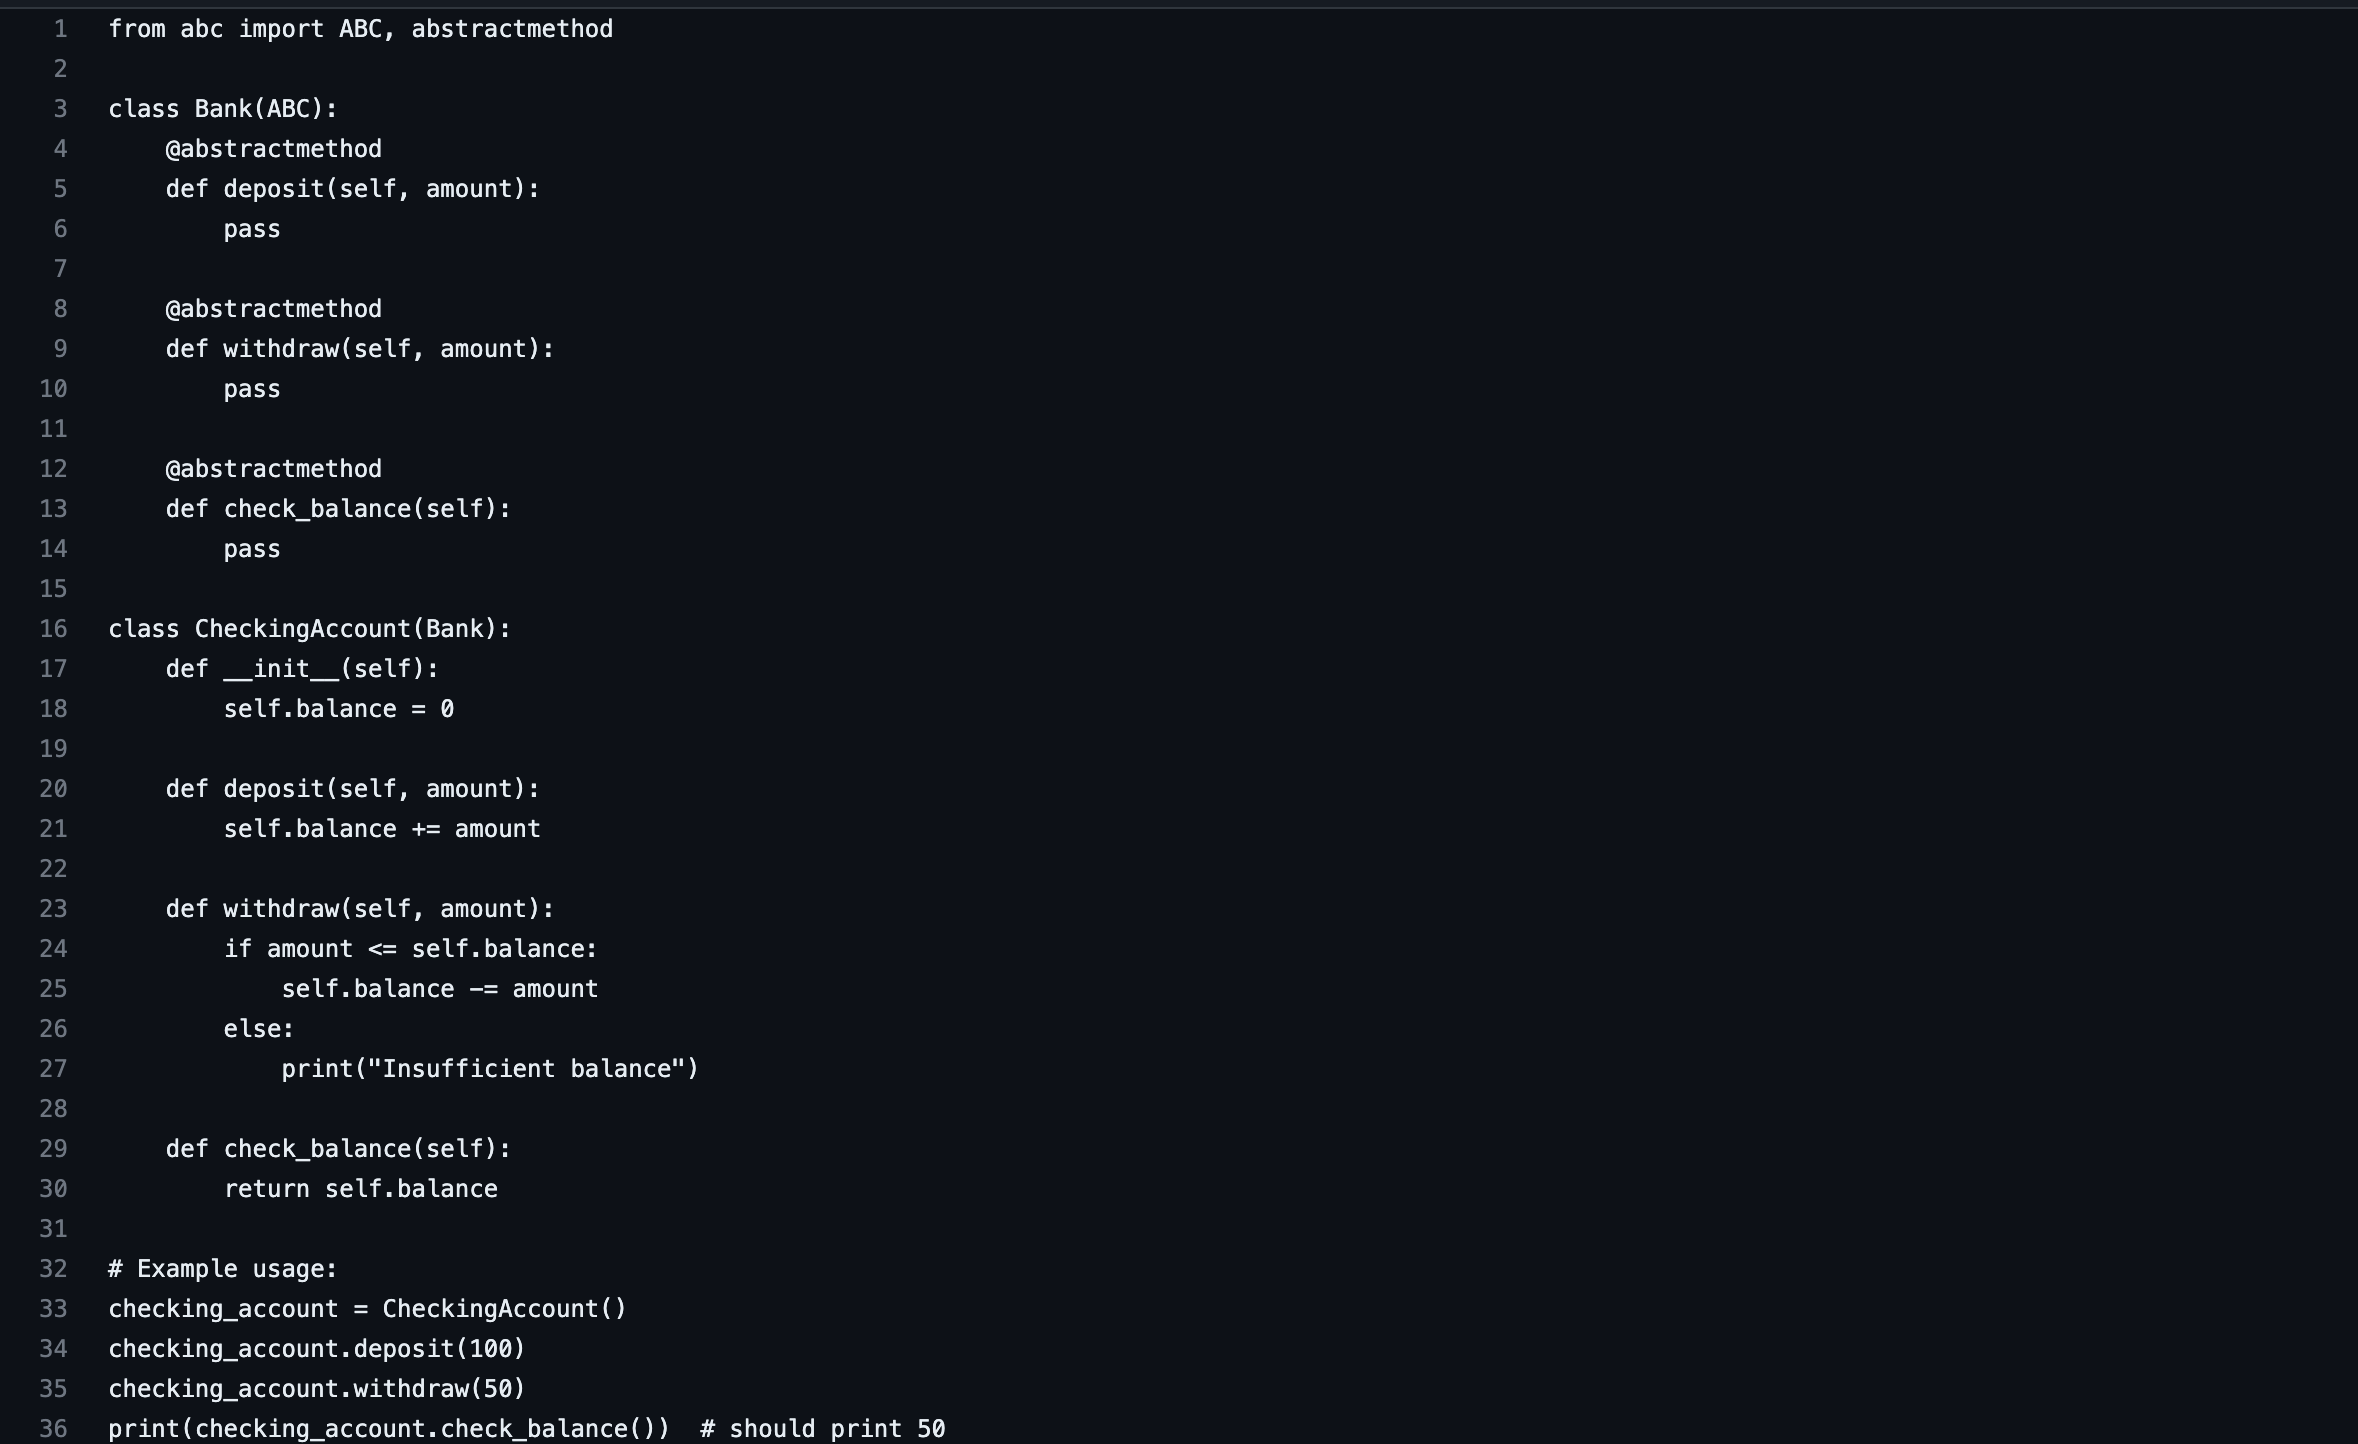 1 from abc import ABC, abstractmethod
2
3 class Bank(ABC):
4     @abstractmethod
5     def deposit(self, amount):
6         pass
7
8     @abstractmethod
9     def withdraw(self, amount):
10         pass
11
12     @abstractmethod
13     def check_balance(self):
14         pass
15
16 class CheckingAccount(Bank):
17     def __init__(self):
18         self.balance = 0
19
20     def deposit(self, amount):
21         self.balance += amount
22
23     def withdraw(self, amount):
24         if amount <= self.balance:
25             self.balance -= amount
26         else:
27             print("Insufficient balance")
28
29     def check_balance(self):
30         return self.balance
31
32 # Example usage:
33 checking_account = CheckingAccount()
34 checking_account.deposit(100)
35 checking_account.withdraw(50)
36 print(checking_account.check_balance())  # should print 50